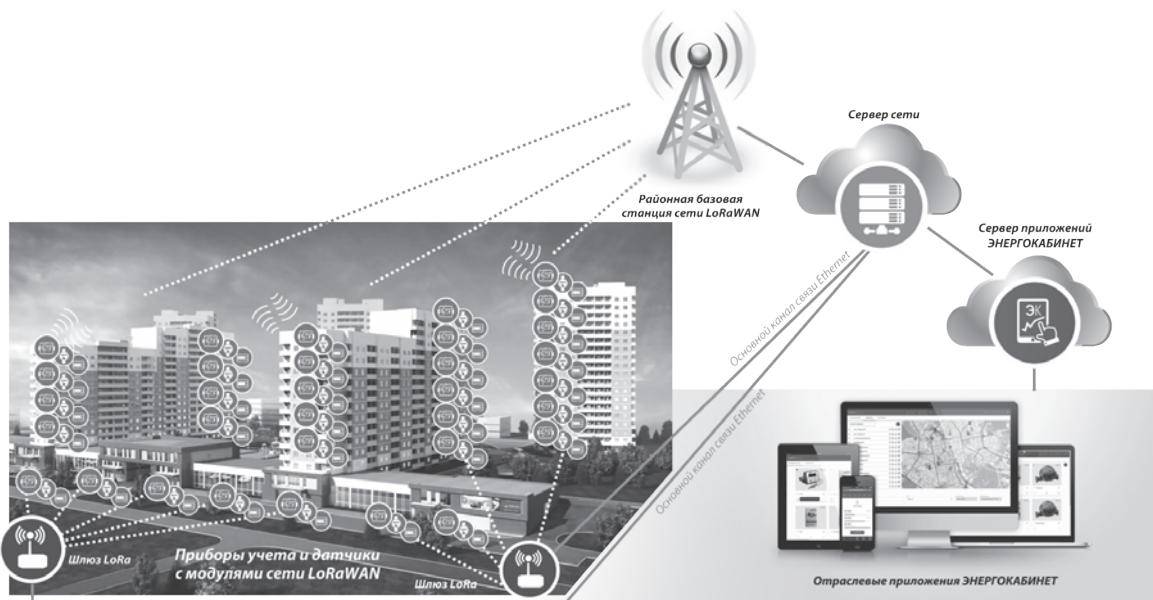 Сервер сети
Районная базовая
станция сети LoRaWAN
Сервер приложений
ЭНЕРГОКАБИНЕТ
ЭК
Основной канал связи Ethernet
Основной канал связи Ethernet
Шлюз LoRa
Приборы учета и датчики
с модулями сети LoRaWAN
Шлюз LoRa
Отраслевые приложения ЭНЕРГОКАБИНЕТ